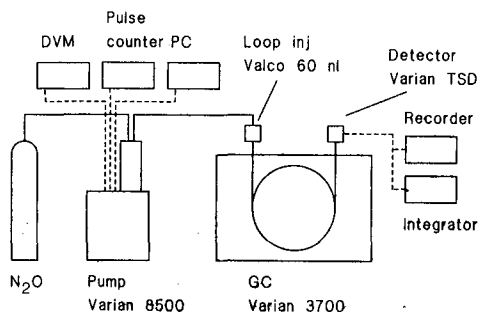 Pulse
DVM counter PC
Loop inj
Valco 60 nl
Detector
Varian TSD
Recorder
Integrator
N2O
Pump
Varian 8500
GC
Varian 3700